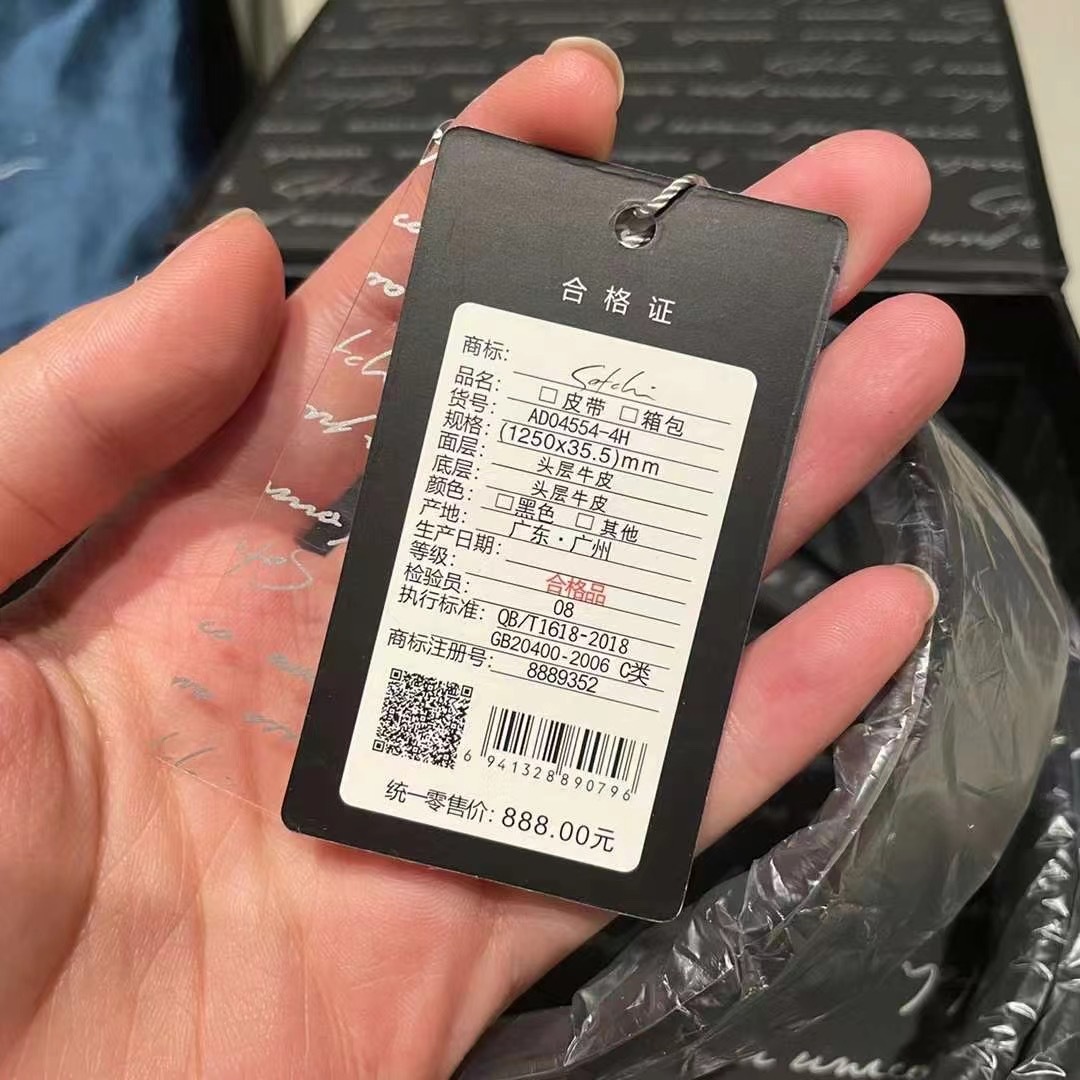 合格证
商标: Satchi
品名: □皮带 □箱包
货号: AD04554-4H
规格: (1250x35.5)mm
面层: 头层牛皮
底层: 头层牛皮
颜色: □黑色 □其他
产地: 广东·广州
生产日期:
等级: 合格品
检验员: 08
执行标准: QB/T1618-2018
GB20400-2006 C类
商标注册号: 8889352
6 941328 890796
统一零售价: 888.00元